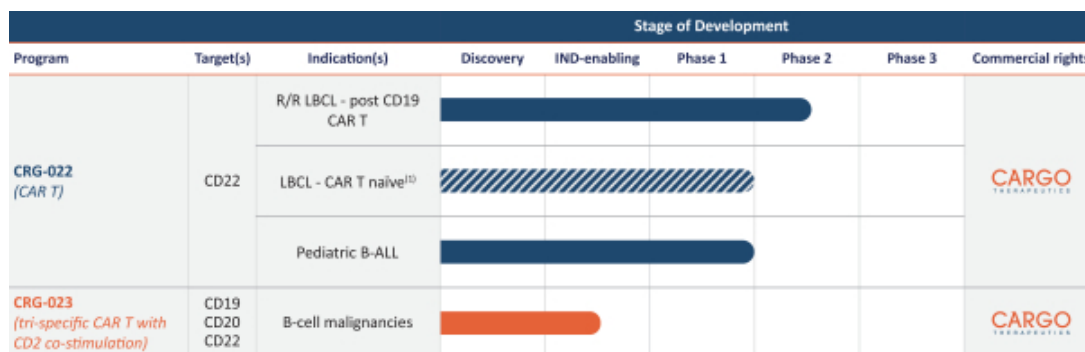 Stage of Development
Program Target(s) Indication(s) Discovery IND-enabling Phase 1 Phase 2 Phase 3 Commercial rights
CRG-022
(CAR T)
CD22
R/R LBCL - post CD19
CAR T
LBCL - CAR T naïve(1)
Pediatric B-ALL
CARGO
THERAPEUTICS
CRG-023
(tri-specific CAR T with
CD2 co-stimulation)
CD19
CD20
CD22
B-cell malignancies
CARGO
THERAPEUTICS